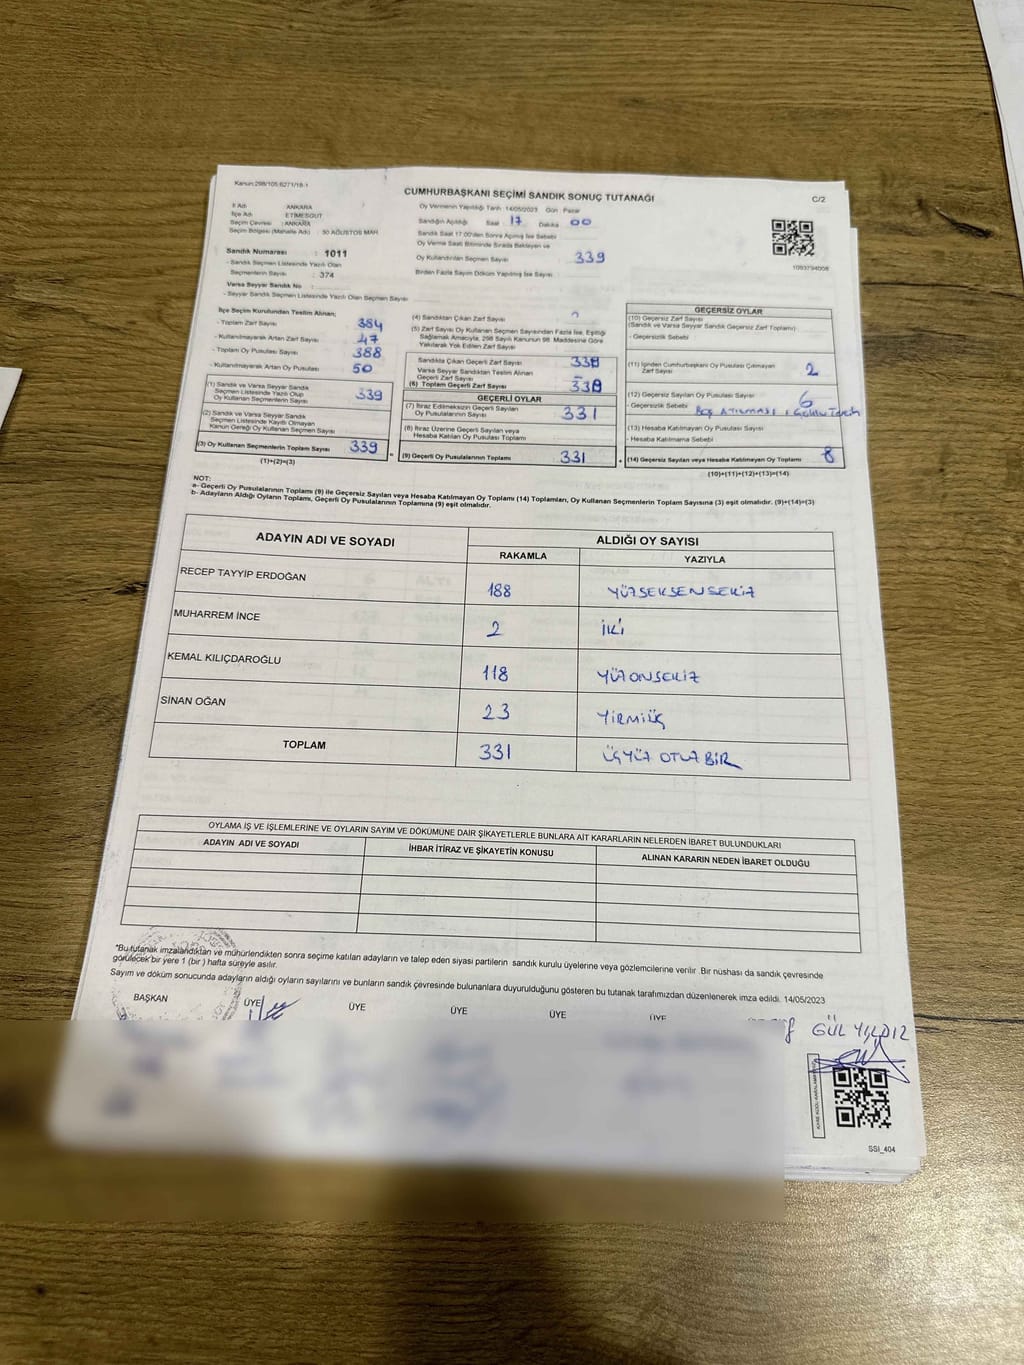 Kanun:298/105:6271/18-1
CUMHURBAŞKANI SEÇİMİ SANDIK SONUÇ TUTANAĞI
C/2
İl Adı : ANKARA
İlçe Adı : ETİMESGUT
Seçim Çevresi : ANKARA
Seçim Bölgesi (Mahalle Adı) : 30 AĞUSTOS MAH
Sandık Numarası : 1011
- Sandık Seçmen Listesinde Yazılı Olan
Seçmenlerin Sayısı : 374
Varsa Seyyar Sandık No :
- Seyyar Sandık Seçmen Listesinde Yazılı Olan Seçmen Sayısı
Oy Vermenin Yapıldığı Tarih : 14/05/2023 Gün : Pazar
Sandığın Açıldığı Saat : 17 Dakika : 00
Sandık Saat 17:00'den Sonra Açılmış İse Sebebi
Oy Verme Saati Bitiminde Sırada Bekleyen ve
Oy Kullandırılan Seçmen Sayısı : 339
Birden Fazla Sayım Döküm Yapılmış İse Sayısı
1093794008
İlçe Seçim Kurulundan Teslim Alınan;
- Toplam Zarf Sayısı 384
- Kullanılmayarak Artan Zarf Sayısı 47
- Toplam Oy Pusulası Sayısı 388
- Kullanılmayarak Artan Oy Pusulası 50
(1) Sandık ve Varsa Seyyar Sandık
Seçmen Listesinde Yazılı Olup
Oy Kullanan Seçmenlerin Sayısı 339
(2) Sandık ve Varsa Seyyar Sandık
Seçmen Listesinde Kayıtlı Olmayan
Kanun Gereği Oy Kullanan Seçmen Sayısı
(3) Oy Kullanan Seçmenlerin Toplam Sayısı 339
(1)+(2)=(3)
(4) Sandıktan Çıkan Zarf Sayısı
(5) Zarf Sayısı Oy Kullanan Seçmen Sayısından Fazla İse, Eşitliği
Sağlamak Amacıyla, 298 Sayılı Kanunun 98. Maddesine Göre
Yakılarak Yok Edilen Zarf Sayısı
Sandıkta Çıkan Geçerli Zarf Sayısı
Varsa Seyyar Sandıktan Teslim Alınan
Geçerli Zarf Sayısı
(6) Toplam Geçerli Zarf Sayısı
GEÇERLİ OYLAR
(7) İtiraz Edilmeksizin Geçerli Sayılan
Oy Pusulalarının Sayısı 331
(8) İtiraz Üzerine Geçerli Sayılan veya
Hesaba Katılan Oy Pusulası Toplamı
(9) Geçerli Oy Pusulalarının Toplamı 331
GEÇERSİZ OYLAR
(10) Geçersiz Zarf Sayısı
(Sandık ve Varsa Seyyar Sandık Geçersiz Zarf Toplamı)
- Geçersizlik Sebebi
(11) İçinden Cumhurbaşkanı Oy Pusulası Çıkmayan
Zarf Sayısı 2
(12) Geçersiz Sayılan Oy Pusulası Sayısı 6
- Geçersizlik Sebebi : BOŞ ATILMASI
(13) Hesaba Katılmayan Oy Pusulası Sayısı
- Hesaba Katılmama Sebebi
(14) Geçersiz Sayılan veya Hesaba Katılmayan Oy Toplamı 8
(10)+(11)+(12)+(13)=(14)
NOT:
a- Geçerli Oy Pusulalarının Toplamı (9) ile Geçersiz Sayılan veya Hesaba Katılmayan Oy Toplamı (14) Toplamları, Oy Kullanan Seçmenlerin Toplam Sayısına (3) eşit olmalıdır. (9)+(14)=(3)
b- Adayların Aldığı Oyların Toplamı, Geçerli Oy Pusulalarının Toplamına (9) eşit olmalıdır.
ADAYIN ADI VE SOYADI ALDIĞI OY SAYISI
RAKAMLA YAZIYLA
RECEP TAYYİP ERDOĞAN 188 YÜZSEKSENSEKİZ
MUHARREM İNCE 2 İKİ
KEMAL KILIÇDAROĞLU 118 YÜZONSEKİZ
SİNAN OĞAN 23 YİRMİÜÇ
TOPLAM 331 ÜÇYÜZ OTUZ BİR
OYLAMA İŞ VE İŞLEMLERİNE VE OYLARIN SAYIM VE DÖKÜMÜNE DAİR ŞİKAYETLERLE BUNLARA AİT KARARLARIN NELERDEN İBARET BULUNDUKLARI
ADAYIN ADI VE SOYADI İHBAR İTİRAZ VE ŞİKAYETİN KONUSU ALINAN KARARIN NEDEN İBARET OLDUĞU
*Bu tutanak imzalandıktan ve mühürlendikten sonra seçime katılan adayların ve talep eden siyasi partilerin sandık kurulu üyelerine veya gözlemcilerine verilir. Bir nüshası da sandık çevresinde
görülecek bir yere 1 (bir) hafta süreyle asılır.
Sayım ve döküm sonucunda adayların aldığı oyların sayılarını ve bunların sandık çevresinde bulunanlara duyurulduğunu gösteren bu tutanak tarafımızdan düzenlenerek imza edildi. 14/05/2023
BAŞKAN ÜYE ÜYE ÜYE ÜYE ÜYE
GÜL YILDIZ
SSİ_404